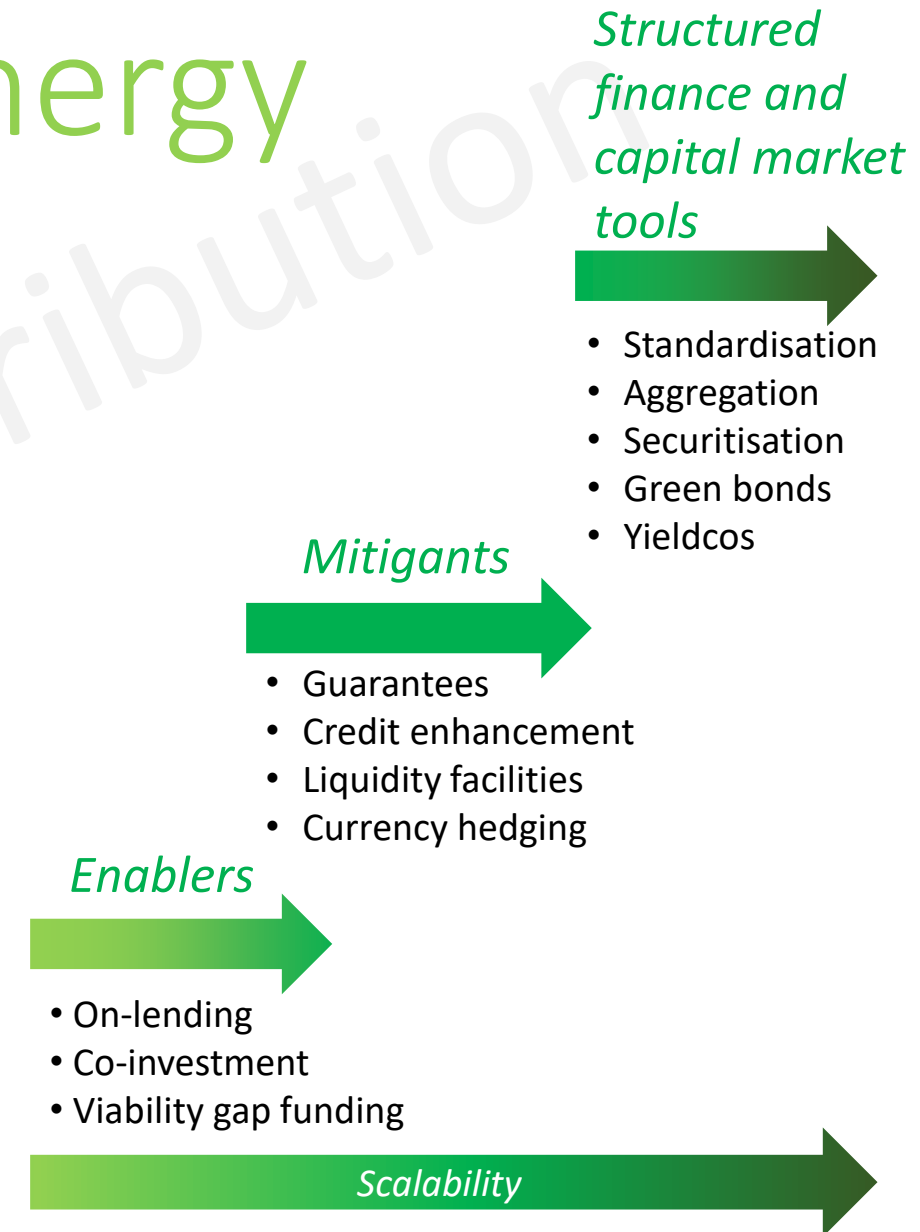 nergy
Structured
finance and
capital market
tools
ribution
• Standardisation
• Aggregation
• Securitisation
• Green bonds
• Yieldcos
Mitigants
• Guarantees
• Credit enhancement
• Liquidity facilities
• Currency hedging
Enablers
• On-lending
• Co-investment
• Viability gap funding
Scalability